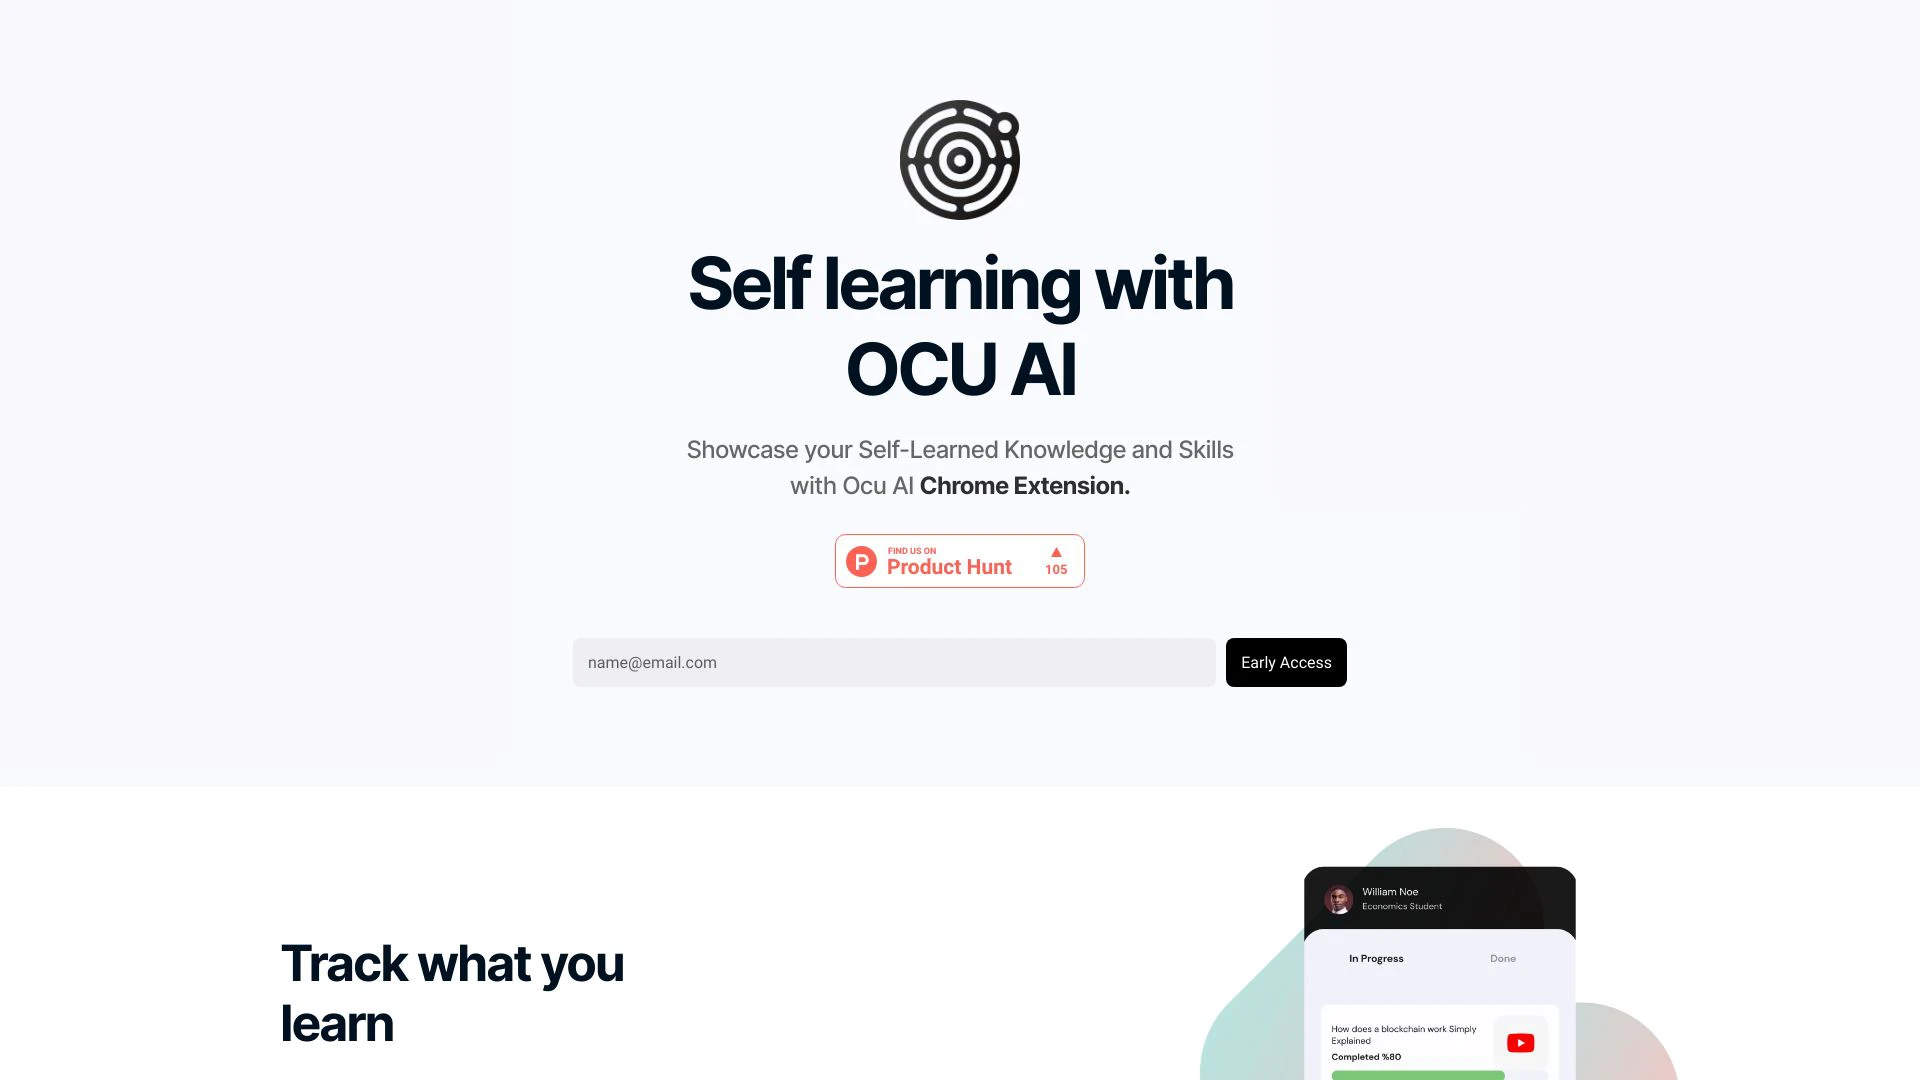 Self learning with
OCU AI
Showcase your Self-Learned Knowledge and Skills
with Ocu AI Chrome Extension.
FIND US ON
Product Hunt
105
name@email.com
Early Access
Track what you
learn
William Noe
Economics Student
In Progress
Done
How does a blockchain work Simply
Explained
Completed %80